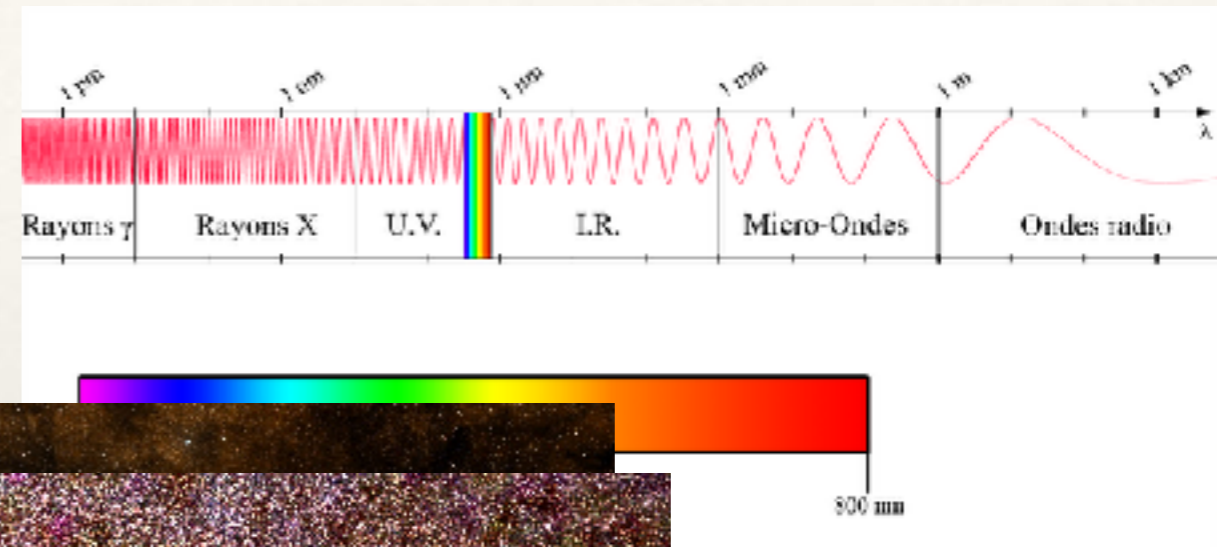 1 pm 1 nm 1 µm 1 mm 1 m 1 km
λ
Rayons γ Rayons X U.V. I.R. Micro-Ondes Ondes radio
800 nm